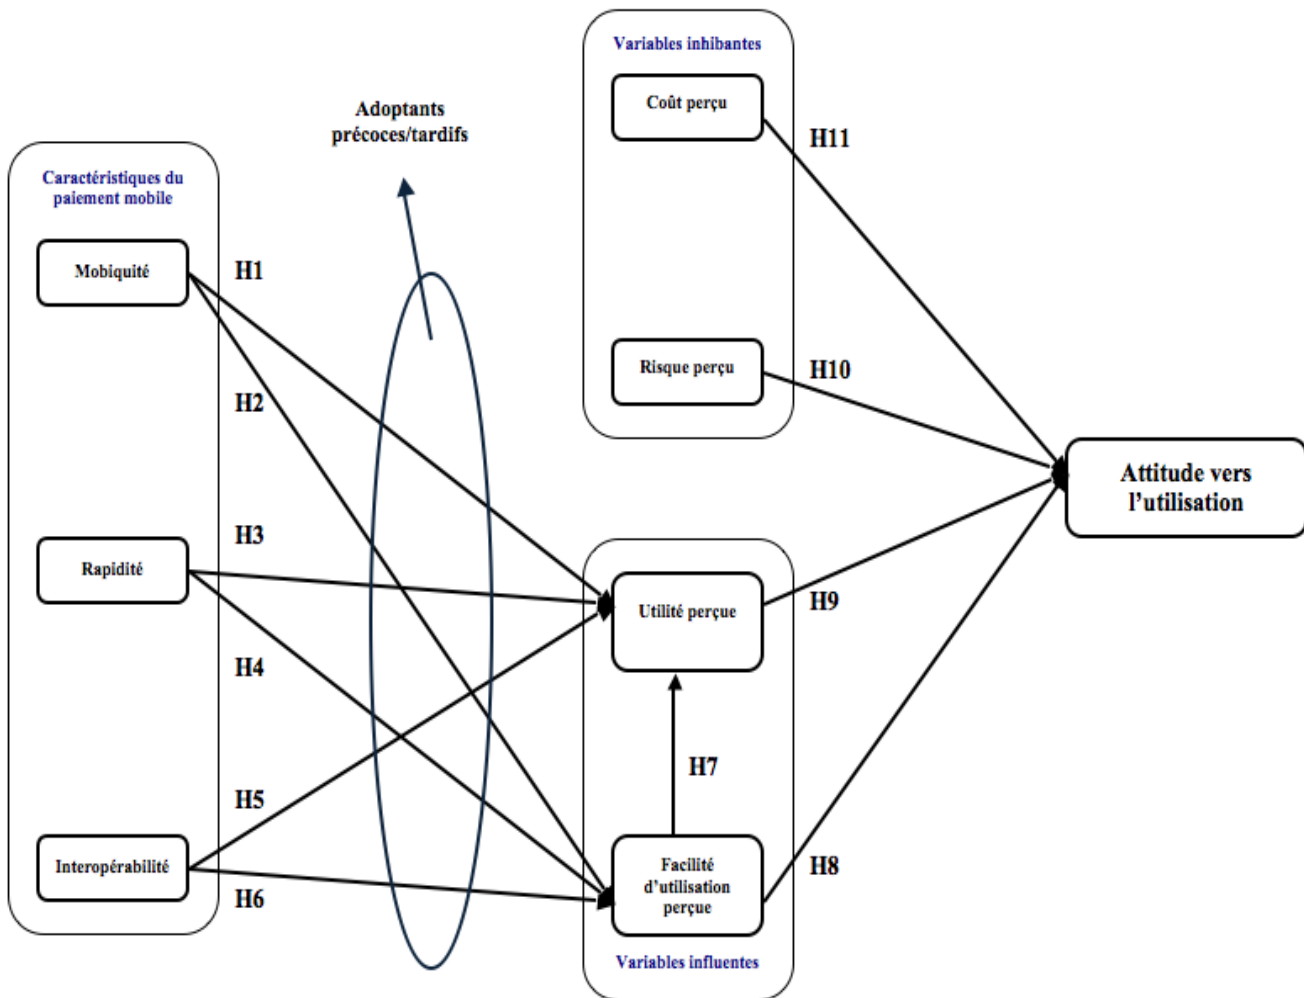 Variables inhibantes
Coût perçu
Adoptants
précoces/tardifs
H11
Caractéristiques du
paiement mobile
Mobiquité
H1
Risque perçu
H10
H2
Attitude vers
l'utilisation
H3
Rapidité
Utilité perçue
H9
H4
H7
H5
Interopérabilité
Facilité
d'utilisation
perçue
H8
H6
Variables influentes